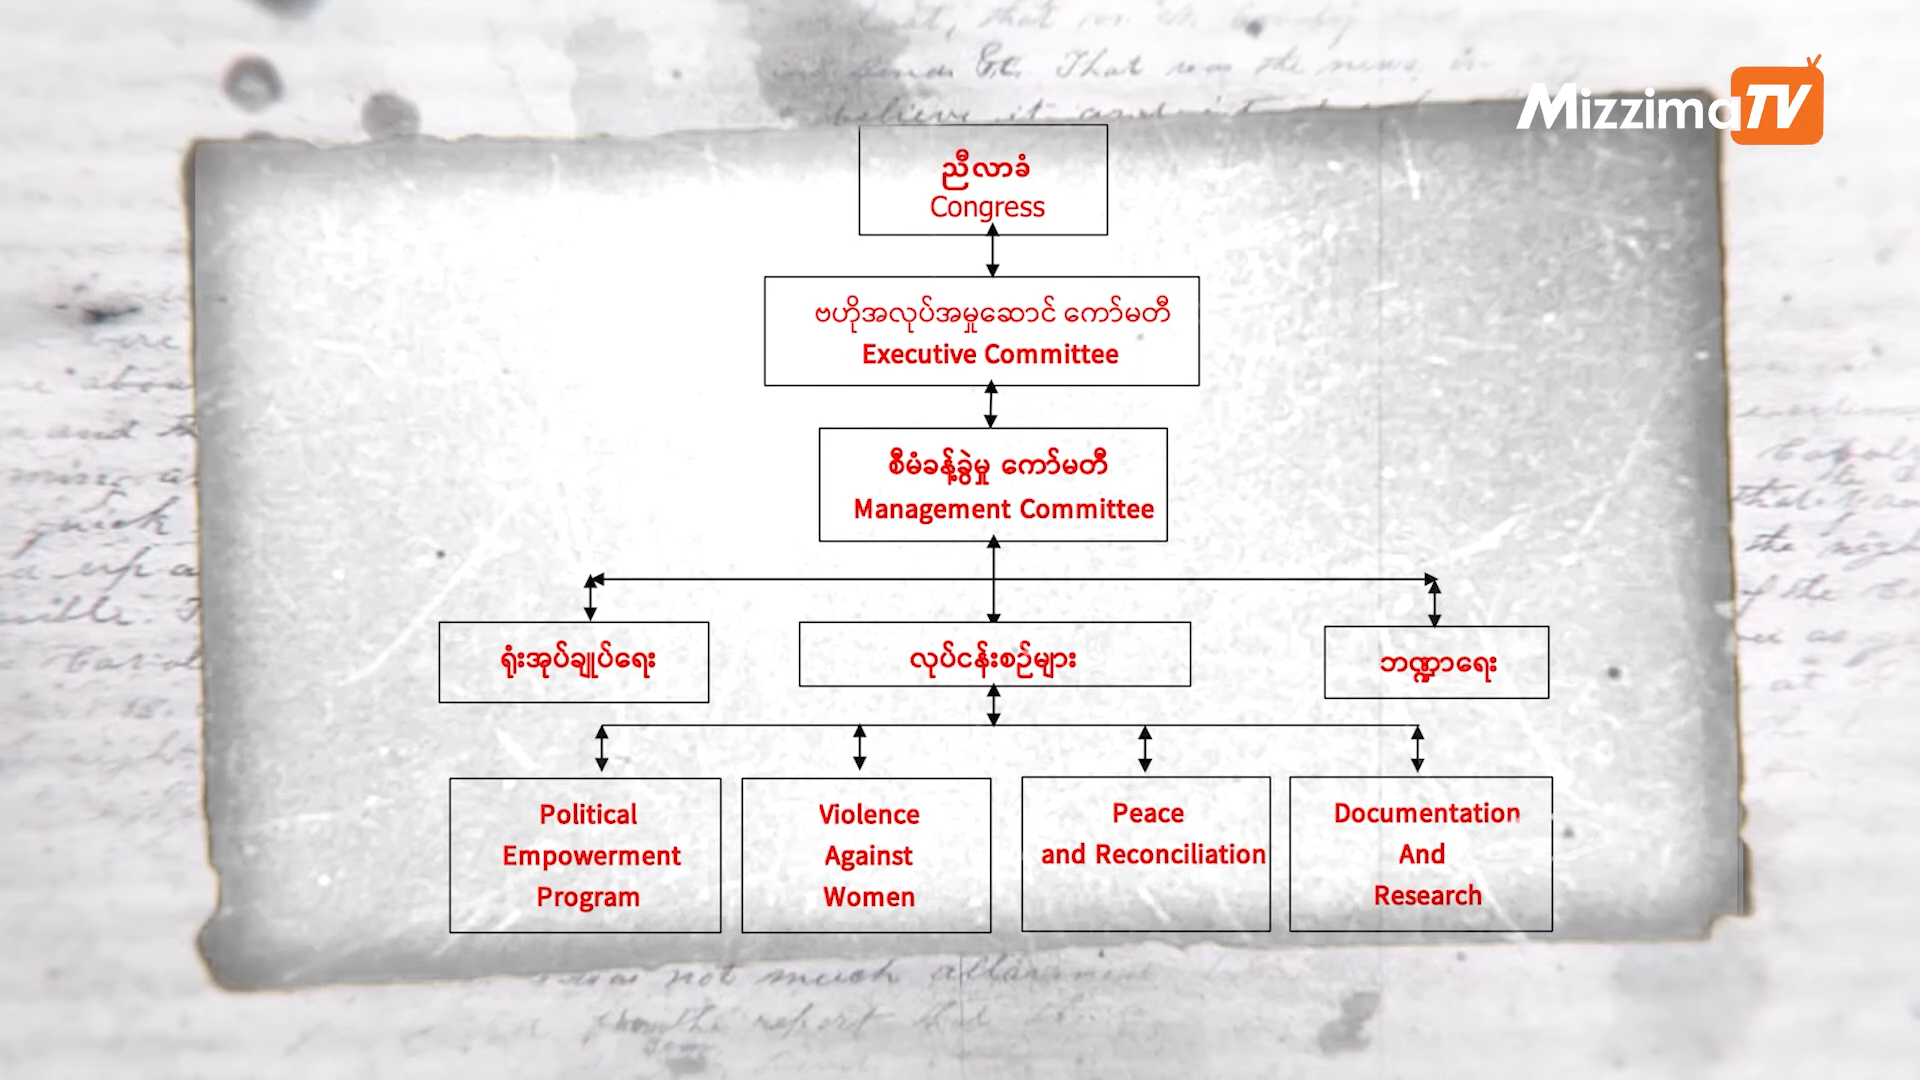 MizzimaTV
ညီလာခံ
Congress
ဗဟိုအလုပ်အမှုဆောင် ကော်မတီ
Executive Committee
စီမံခန့်ခွဲမှု ကော်မတီ
Management Committee
ရုံးအုပ်ချုပ်ရေး
လုပ်ငန်းစဉ်များ
ဘဏ္ဍာရေး
Political
Empowerment
Program
Violence
Against
Women
Peace
and Reconciliation
Documentation
And
Research